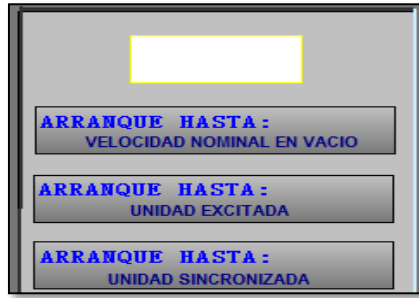 ARRANQUE HASTA:
VELOCIDAD NOMINAL EN VACIO
ARRANQUE HASTA:
UNIDAD EXCITADA
ARRANQUE HASTA:
UNIDAD SINCRONIZADA